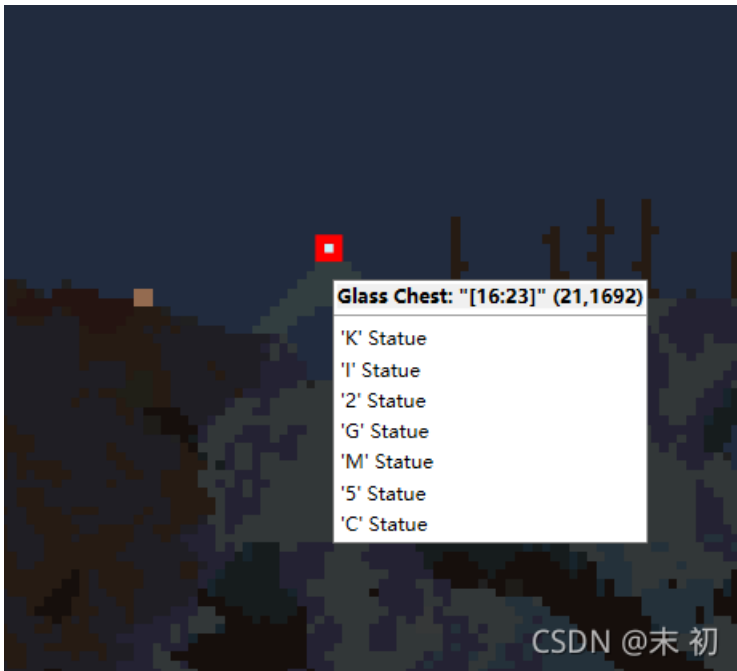 Glass Chest: "[16:23]" (21,1692)
'K' Statue
'I' Statue
'2' Statue
'G' Statue
'M' Statue
'5' Statue
'C' Statue
CSDN @末 初